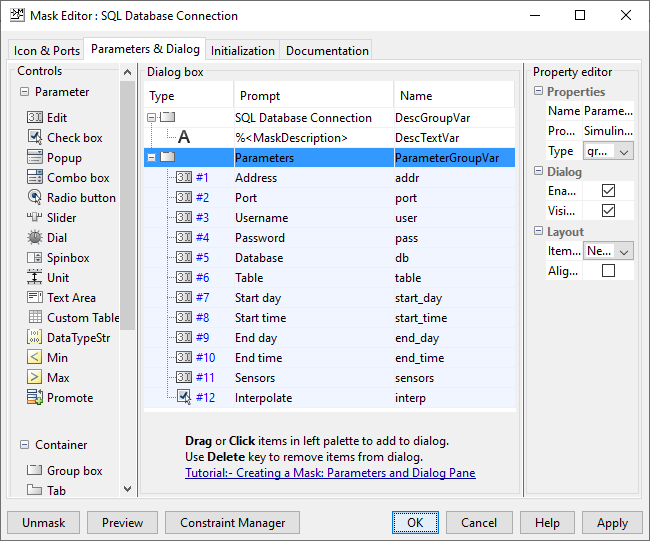 Mask Editor : SQL Database Connection
Icon & Ports Parameters & Dialog Initialization Documentation
Controls
Parameter
Edit
Check box
Popup
Combo box
Radio button
Slider
Dial
Spinbox
Unit
Text Area
Custom Table
DataTypeStr
Min
Max
Promote
Container
Group box
Tab
Dialog box
Type Prompt Name
SQL Database Connection DescGroupVar
A %<MaskDescription> DescTextVar
Parameters ParameterGroupVar
#1 Address addr
#2 Port port
#3 Username user
#4 Password pass
#5 Database db
#6 Table table
#7 Start day start_day
#8 Start time start_time
#9 End day end_day
#10 End time end_time
#11 Sensors sensors
#12 Interpolate interp
Drag or Click items in left palette to add to dialog.
Use Delete key to remove items from dialog.
Tutorial:- Creating a Mask: Parameters and Dialog Pane
Property editor
Properties
Name Parame...
Pro... Simulin...
Type gr...
Dialog
Ena...
Visi...
Layout
Item... Ne...
Alig...
Unmask Preview Constraint Manager OK Cancel Help Apply